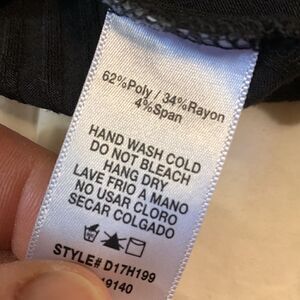 62%Poly / 34%Rayon
4%Span
HAND WASH COLD
DO NOT BLEACH
HANG DRY
LAVE FRIO A MANO
NO USAR CLORO
SECAR COLGADO
STYLE# D17H199